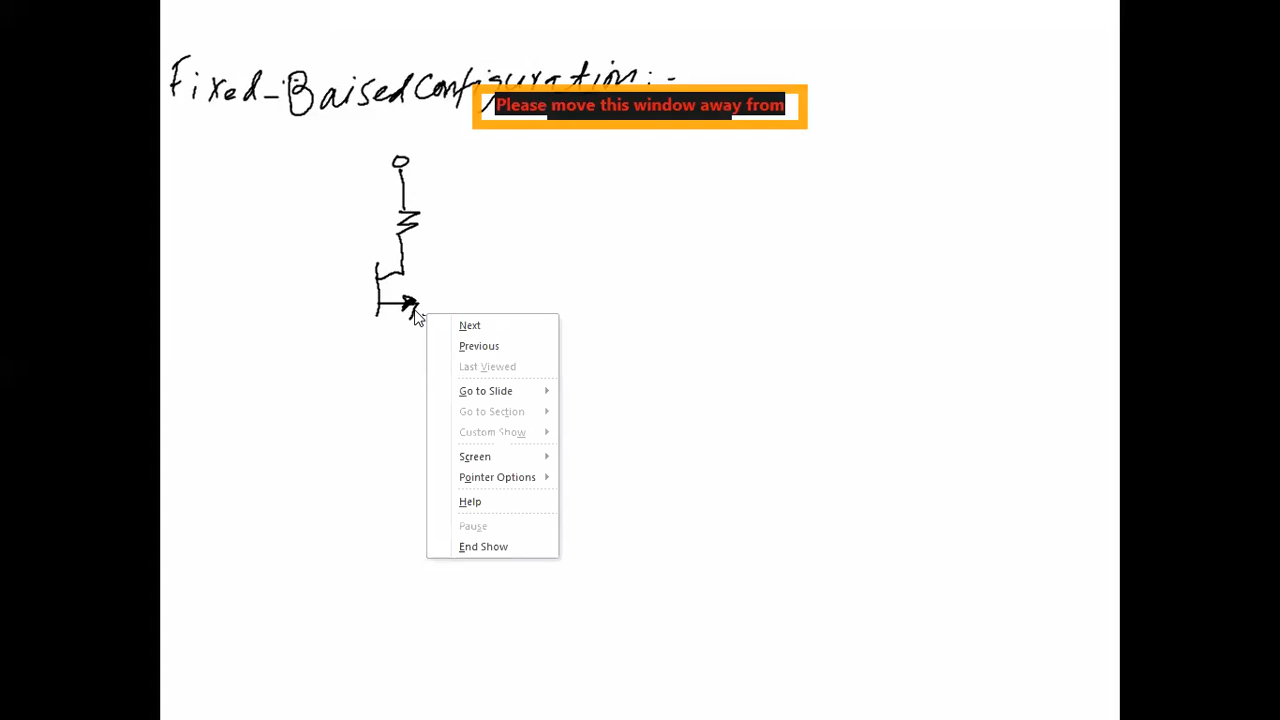 Fixed-Baised Configuration:-
Please move this window away from
Next
Previous
Last Viewed
Go to Slide
Go to Section
Custom Show
Screen
Pointer Options
Help
Pause
End Show